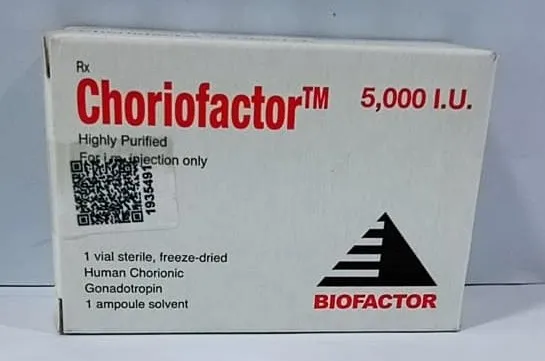 Rx
Choriofactor™ 5,000 I.U.
Highly Purified
For i.m. injection only
1935491
1 vial sterile, freeze-dried
Human Chorionic
Gonadotropin
1 ampoule solvent
BIOFACTOR